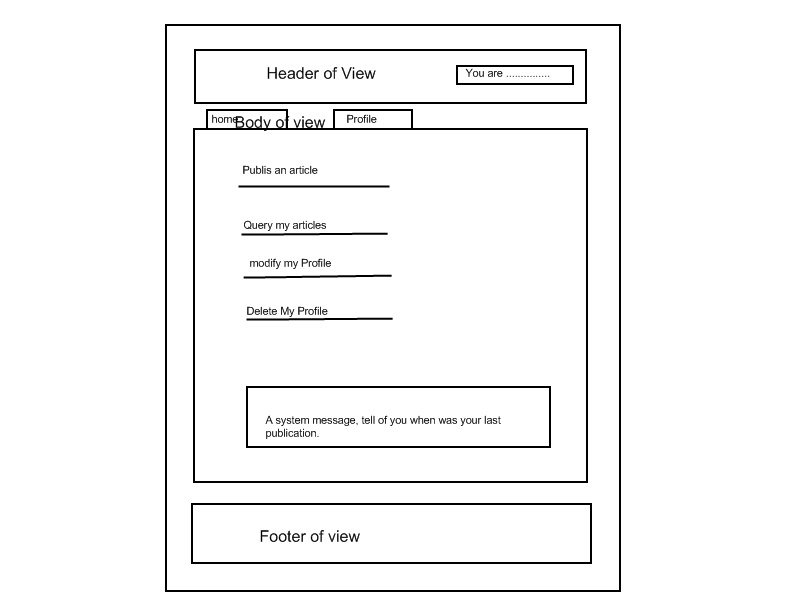 Header of View
You are ...............
home
Body of view
Profile
Publis an article
Query my articles
modify my Profile
Delete My Profile
A system message, tell of you when was your last
publication.
Footer of view